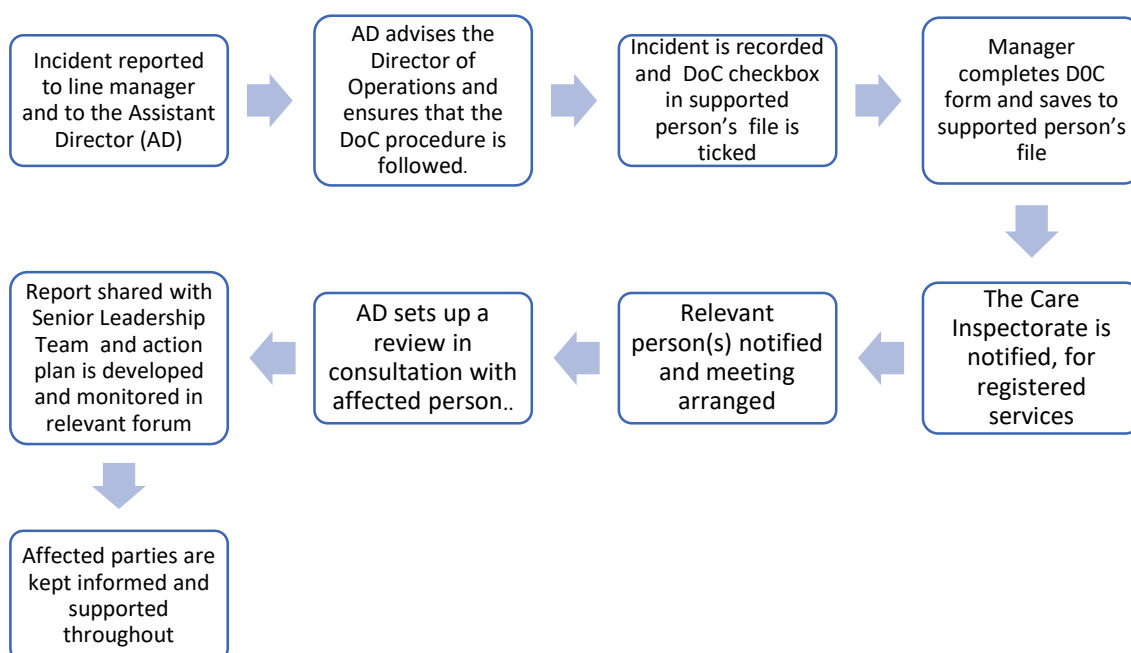 Incident reported
to line manager
and to the Assistant
Director (AD)
AD advises the
Director of
Operations and
ensures that the
DoC procedure is
followed.
Incident is recorded
and DoC checkbox
in supported
person's file is
ticked
Manager
completes D0C
form and saves to
supported person's
file
The Care
Inspectorate is
notified, for
registered
services
Relevant
person(s) notified
and meeting
arranged
AD sets up a
review in
consultation with
affected person..
Report shared with
Senior Leadership
Team and action
plan is developed
and monitored in
relevant forum
Affected parties are
kept informed and
supported
throughout